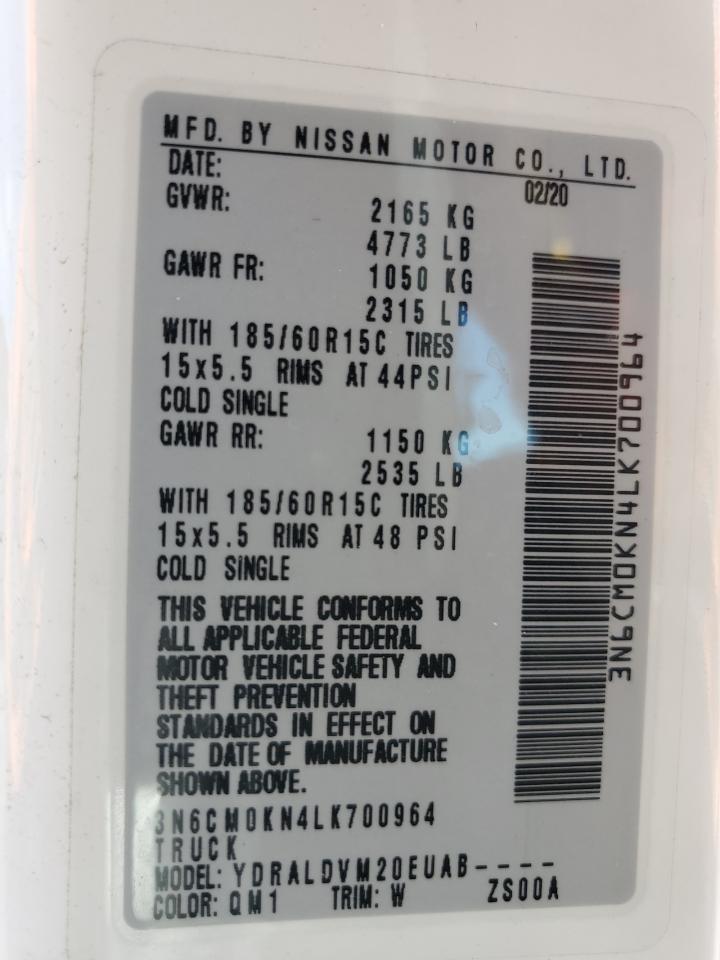 MFD. BY NISSAN MOTOR CO., LTD.
DATE: 02/20
GVWR: 2165 KG
4773 LB
GAWR FR: 1050 KG
2315 LB
WITH 185/60R15C TIRES
15x5.5 RIMS AT 44PSI
COLD SINGLE
GAWR RR: 1150 KG
2535 LB
WITH 185/60R15C TIRES
15x5.5 RIMS AT 48 PSI
COLD SINGLE
THIS VEHICLE CONFORMS TO
ALL APPLICABLE FEDERAL
MOTOR VEHICLE SAFETY AND
THEFT PREVENTION
STANDARDS IN EFFECT ON
THE DATE OF MANUFACTURE
SHOWN ABOVE.
3N6CM0KN4LK700964
TRUCK
MODEL: YDRALDVM20EUAB----
COLOR: QM1 TRIM: W ZS00A
3N6CM0KN4LK700964